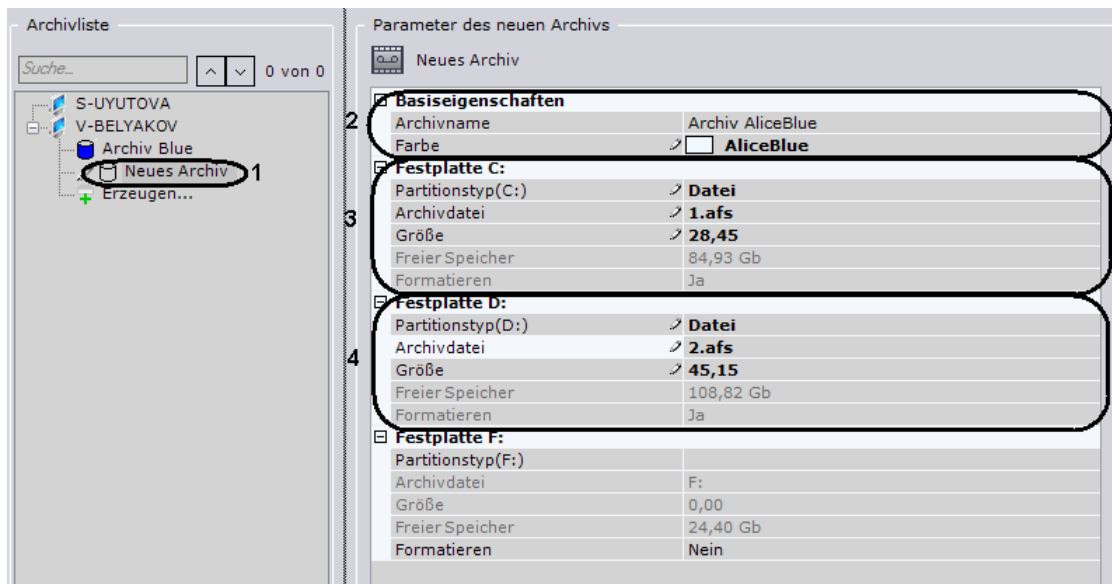 Archivliste
Suche...
0 von 0
S-UYUTOVA
V-BELYAKOV
Archiv Blue
Neues Archiv 1
Erzeugen...
Parameter des neuen Archivs
Neues Archiv
Basiseigenschaften
2
Archivname Archiv AliceBlue
Farbe AliceBlue
Festplatte C:
Partitionstyp(C:) Datei
3
Archivdatei 1.afs
Größe 28,45
Freier Speicher 84,93 Gb
Formatieren Ja
Festplatte D:
Partitionstyp(D:) Datei
4
Archivdatei 2.afs
Größe 45,15
Freier Speicher 108,82 Gb
Formatieren Ja
Festplatte F:
Partitionstyp(F:)
Archivdatei F:
Größe 0,00
Freier Speicher 24,40 Gb
Formatieren Nein